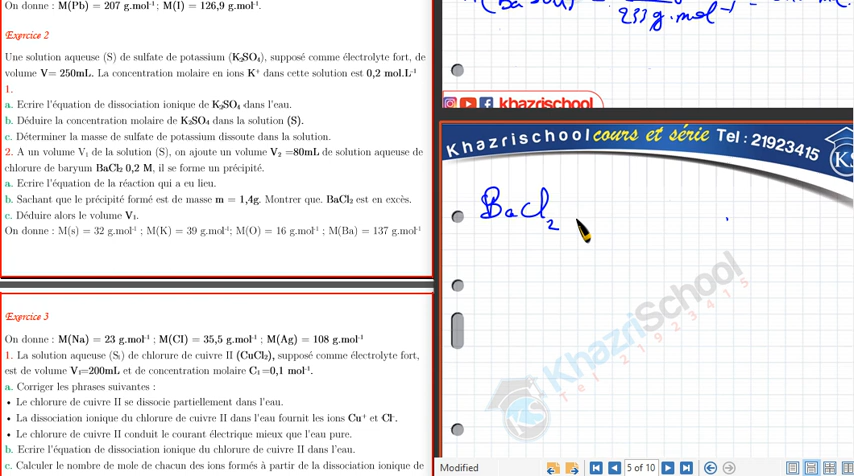 On donne : M(Pb) = 207 g.mol⁻¹; M(I) = 126,9 g.mol⁻¹.
Exercice 2
Une solution aqueuse (S) de sulfate de potassium (K₂SO₄), supposé comme électrolyte fort, de
volume V= 250mL. La concentration molaire en ions K⁺ dans cette solution est 0,2 mol.L⁻¹
1.
a. Ecrire l'équation de dissociation ionique de K₂SO₄ dans l'eau.
b. Déduire la concentration molaire de K₂SO₄ dans la solution (S).
c. Déterminer la masse de sulfate de potassium dissoute dans la solution.
2. A un volume V₁ de la solution (S), on ajoute un volume V₂ =80mL de solution aqueuse de
chlorure de baryum BaCl₂ 0,2 M, il se forme un précipité.
a. Ecrire l'équation de la réaction qui a eu lieu.
b. Sachant que le précipité formé est de masse m = 1,4g. Montrer que. BaCl₂ est en excès.
c. Déduire alors le volume V₁.
On donne : M(s) = 32 g.mol⁻¹ ; M(K) = 39 g.mol⁻¹; M(O) = 16 g.mol⁻¹ ; M(Ba) = 137 g.mol⁻¹
Exercice 3
On donne : M(Na) = 23 g.mol⁻¹ ; M(Cl) = 35,5 g.mol⁻¹ ; M(Ag) = 108 g.mol⁻¹
1. La solution aqueuse (S₁) de chlorure de cuivre II (CuCl₂), supposé comme électrolyte fort,
est de volume V₁=200mL et de concentration molaire C₁=0,1 mol⁻¹.
a. Corriger les phrases suivantes :
• Le chlorure de cuivre II se dissocie partiellement dans l'eau.
• La dissociation ionique du chlorure de cuivre II dans l'eau fournit les ions Cu⁺ et Cl⁻.
• Le chlorure de cuivre II conduit le courant électrique mieux que l'eau pure.
b. Ecrire l'équation de dissociation ionique du chlorure de cuivre II dans l'eau.
c. Calculer le nombre de mole de chacun des ions formés à partir de la dissociation ionique de
233 g.mol⁻¹
khazrischool
Khazrischool cours et série Tel : 21923415
KS
BaCl₂
KhazriSchool
Tel 21923415
Modified
5 of 10